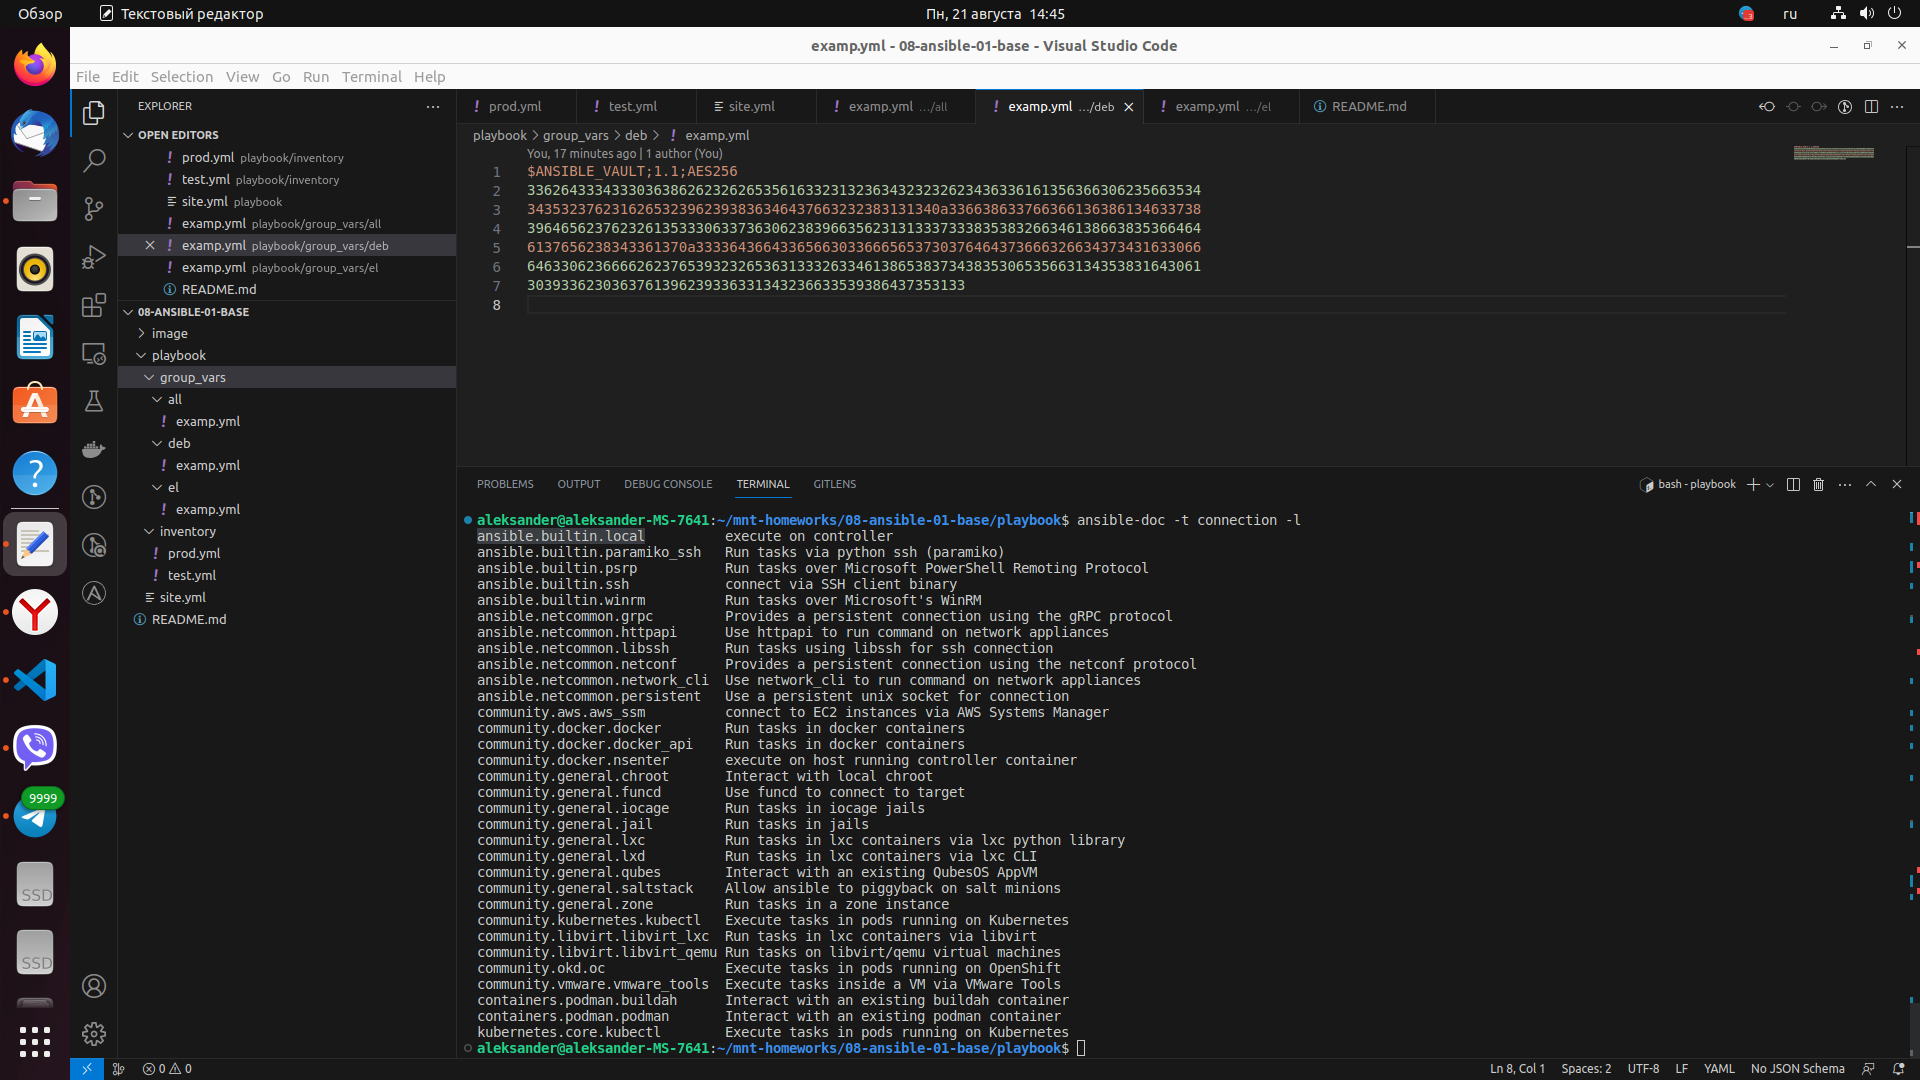 Обзор
Текстовый редактор
Пн, 21 августа 14:45
ru
examp.yml - 08-ansible-01-base - Visual Studio Code
File Edit Selection View Go Run Terminal Help
EXPLORER
OPEN EDITORS
prod.yml playbook/inventory
test.yml playbook/inventory
site.yml playbook
examp.yml playbook/group_vars/all
examp.yml playbook/group_vars/deb
examp.yml playbook/group_vars/el
README.md
08-ANSIBLE-01-BASE
image
playbook
group_vars
all
examp.yml
deb
examp.yml
el
examp.yml
inventory
prod.yml
test.yml
site.yml
README.md
prod.yml
test.yml
site.yml
examp.yml …/all
examp.yml …/deb
examp.yml …/el
README.md
playbook > group_vars > deb > ! examp.yml
You, 17 minutes ago | 1 author (You)
1 $ANSIBLE_VAULT;1.1;AES256
2
3
4
5
6
7 
8
PROBLEMS OUTPUT DEBUG CONSOLE TERMINAL GITLENS
bash - playbook
aleksander@aleksander-MS-7641:~/mnt-homeworks/08-ansible-01-base/playbook$ ansible-doc -t connection -l
ansible.builtin.local execute on controller
ansible.builtin.paramiko_ssh Run tasks via python ssh (paramiko)
ansible.builtin.psrp Run tasks over Microsoft PowerShell Remoting Protocol
ansible.builtin.ssh connect via SSH client binary
ansible.builtin.winrm Run tasks over Microsoft's WinRM
ansible.netcommon.grpc Provides a persistent connection using the gRPC protocol
ansible.netcommon.httpapi Use httpapi to run command on network appliances
ansible.netcommon.libssh Run tasks using libssh for ssh connection
ansible.netcommon.netconf Provides a persistent connection using the netconf protocol
ansible.netcommon.network_cli Use network_cli to run command on network appliances
ansible.netcommon.persistent Use a persistent unix socket for connection
community.aws.aws_ssm connect to EC2 instances via AWS Systems Manager
community.docker.docker Run tasks in docker containers
community.docker.docker_api Run tasks in docker containers
community.docker.nsenter execute on host running controller container
community.general.chroot Interact with local chroot
community.general.funcd Use funcd to connect to target
community.general.iocage Run tasks in iocage jails
community.general.jail Run tasks in jails
community.general.lxc Run tasks in lxc containers via lxc python library
community.general.lxd Run tasks in lxc containers via lxc CLI
community.general.qubes Interact with an existing QubesOS AppVM
community.general.saltstack Allow ansible to piggyback on salt minions
community.general.zone Run tasks in a zone instance
community.kubernetes.kubectl Execute tasks in pods running on Kubernetes
community.libvirt.libvirt_lxc Run tasks in lxc containers via libvirt
community.libvirt.libvirt_qemu Run tasks on libvirt/qemu virtual machines
community.okd.oc Execute tasks in pods running on OpenShift
community.vmware.vmware_tools Execute tasks inside a VM via VMware Tools
containers.podman.buildah Interact with an existing buildah container
containers.podman.podman Interact with an existing podman container
kubernetes.core.kubectl Execute tasks in pods running on Kubernetes
aleksander@aleksander-MS-7641:~/mnt-homeworks/08-ansible-01-base/playbook$
9999
SSD
SSD
0 0
Ln 8, Col 1 Spaces: 2 UTF-8 LF YAML No JSON Schema